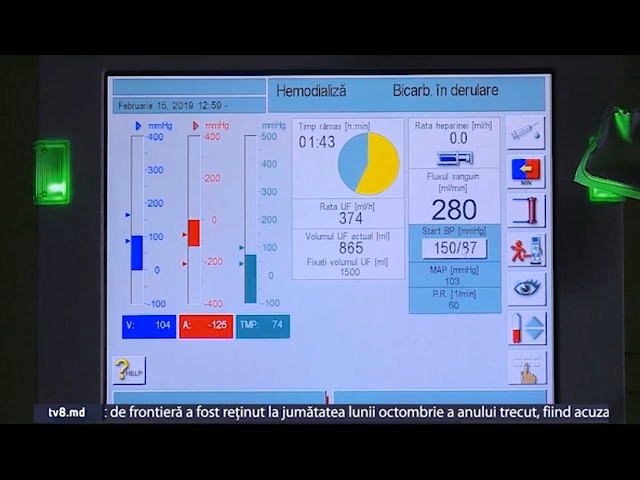 Hemodializă
Bicarb. în derulare
Februarie 15, 2019 12:59 -
mmHg
400
300
200
100
0
-100
mmHg
400
200
0
-200
-400
mmHg
500
400
300
200
100
0
-100
V: 104
A: -125
TMP: 74
Timp rămas [h:min]
01:43
Rata UF [ml/h]
374
Volumul UF actual [ml]
865
Fixați volumul UF [ml]
1500
Rata heparinei [ml/h]
0.0
Fluxul sanguin
[ml/min]
280
Start BP [mmHg]
150/87
MAP [mmHg]
103
P.R. [1/min]
60
MIN
? HELP
tv8.md
de frontieră a fost reținut la jumătatea lunii octombrie a anului trecut, fiind acuza